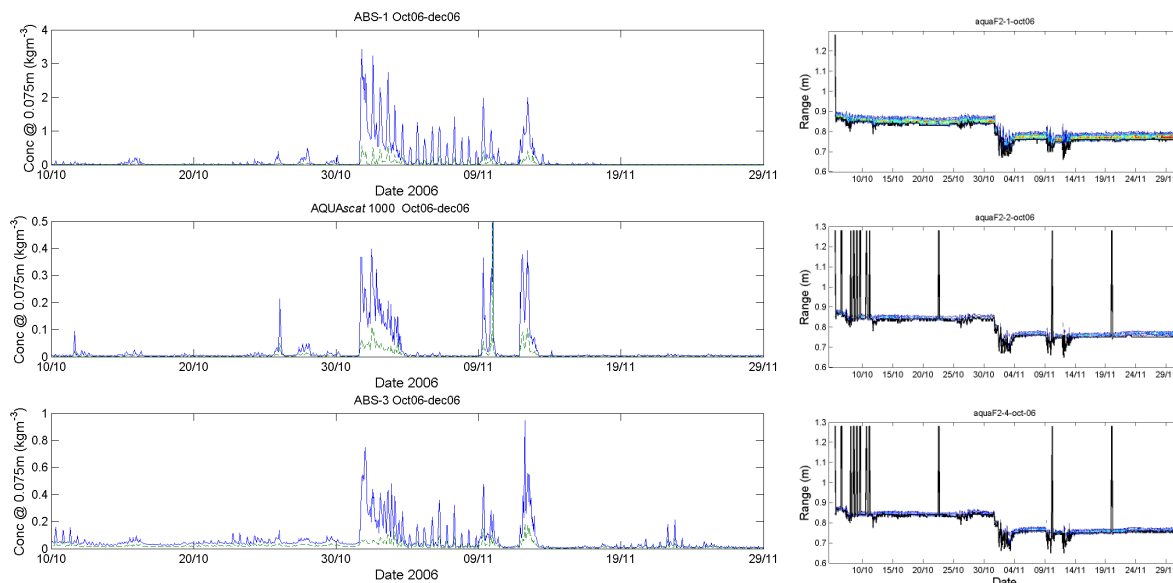 ABS-1 Oct06-dec06
Conc @ 0.075m (kgm-3)
4
3
2
1
0
10/10 20/10 30/10 09/11 19/11 29/11
Date 2006
AQUAscat 1000 Oct06-dec06
Conc @ 0.075m (kgm-3)
0.5
0.4
0.3
0.2
0.1
0
10/10 20/10 30/10 09/11 19/11 29/11
Date 2006
ABS-3 Oct06-dec06
Conc @ 0.075m (kgm-3)
1
0.8
0.6
0.4
0.2
0
10/10 20/10 30/10 09/11 19/11 29/11
Date 2006
aquaF2-1-oct06
Range (m)
1.2
1.1
1
0.9
0.8
0.7
0.6
10/10 15/10 20/10 25/10 30/10 04/11 09/11 14/11 19/11 24/11 29/11
aquaF2-2-oct06
Range (m)
1.3
1.2
1.1
1
0.9
0.8
0.7
0.6
10/10 15/10 20/10 25/10 30/10 04/11 09/11 14/11 19/11 24/11 29/11
aquaF2-4-oct-06
Range (m)
1.3
1.2
1.1
1
0.9
0.8
0.7
0.6
10/10 15/10 20/10 25/10 30/10 04/11 09/11 14/11 19/11 24/11 29/11
Date